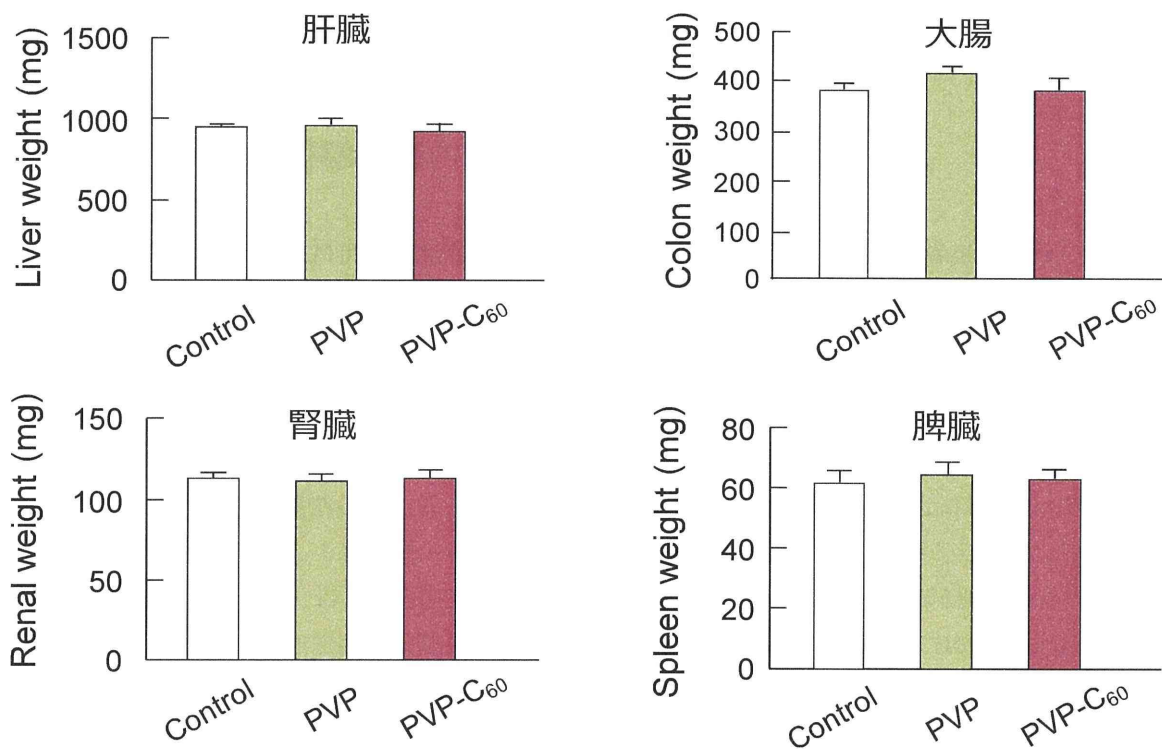 肝臓
Liver weight (mg)
1500
1000
500
0
Control
PVP
PVP-C₆₀
大腸
Colon weight (mg)
500
400
300
200
100
0
Control
PVP
PVP-C₆₀
腎臓
Renal weight (mg)
150
100
50
0
Control
PVP
PVP-C₆₀
脾臓
Spleen weight (mg)
80
60
40
20
0
Control
PVP
PVP-C₆₀